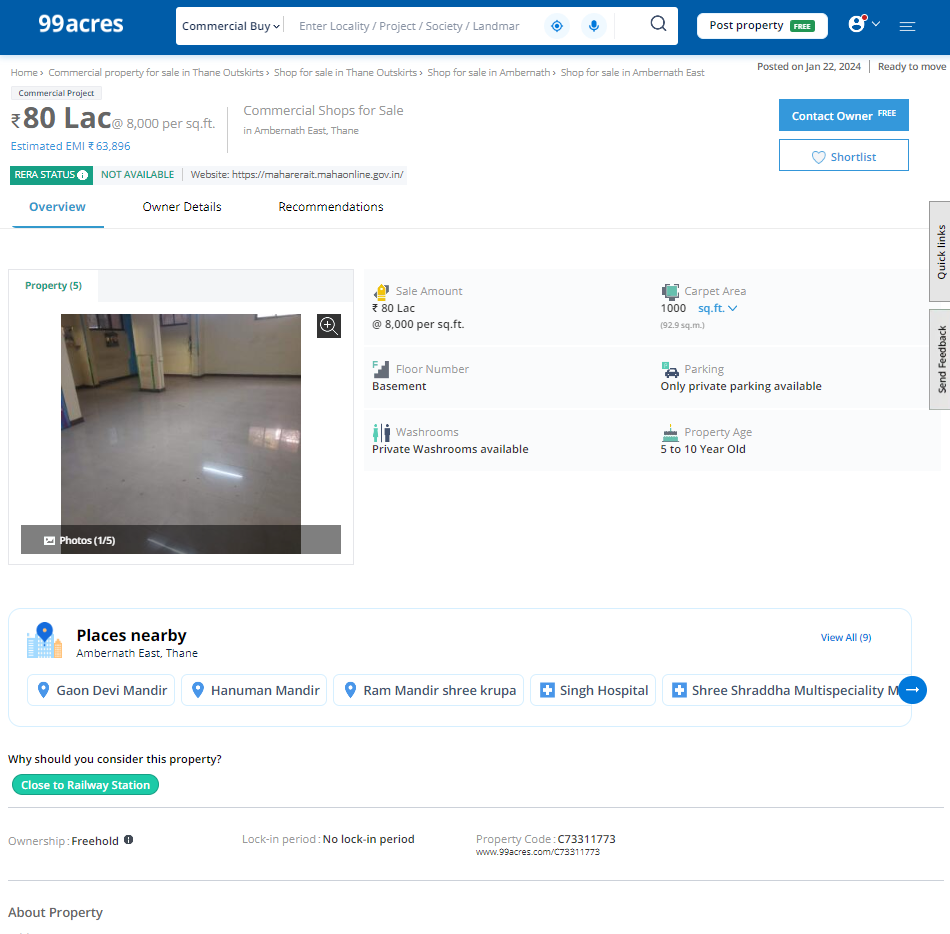 99acres
Commercial Buy
Enter Locality / Project / Society / Landmar
Post property FREE
Home › Commercial property for sale in Thane Outskirts › Shop for sale in Thane Outskirts › Shop for sale in Ambernath › Shop for sale in Ambernath East
Posted on Jan 22, 2024 | Ready to move
Commercial Project
₹80 Lac @ 8,000 per sq.ft.
Estimated EMI ₹63,896
Commercial Shops for Sale
in Ambernath East, Thane
Contact Owner FREE
Shortlist
RERA STATUS NOT AVAILABLE | Website: https://maharerait.mahaonline.gov.in/
Overview
Owner Details
Recommendations
Quick links
Send Feedback
Property (5)
Photos (1/5)
Sale Amount
₹ 80 Lac
@ 8,000 per sq.ft.
Carpet Area
1000 sq.ft.
(92.9 sq.m.)
Floor Number
Basement
Parking
Only private parking available
Washrooms
Private Washrooms available
Property Age
5 to 10 Year Old
Places nearby
Ambernath East, Thane
View All (9)
Gaon Devi Mandir
Hanuman Mandir
Ram Mandir shree krupa
Singh Hospital
Shree Shraddha Multispeciality M
Why should you consider this property?
Close to Railway Station
Ownership : Freehold
Lock-in period : No lock-in period
Property Code : C73311773
www.99acres.com/C73311773
About Property